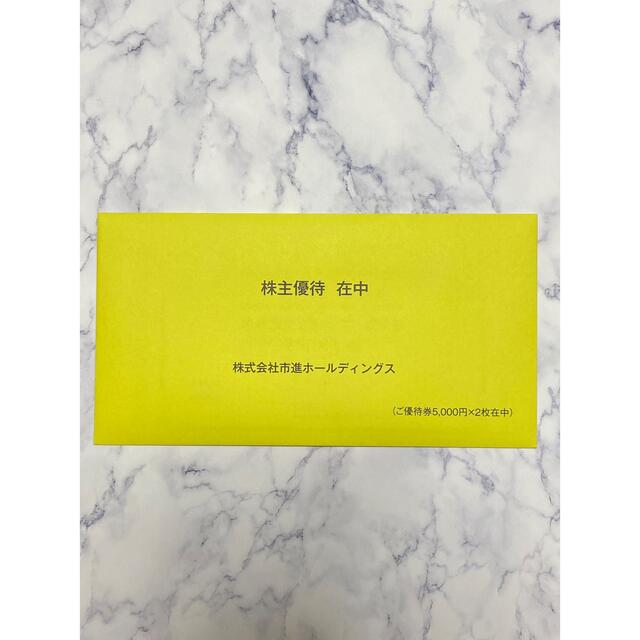 株主優待 在中
株式会社市進ホールディングス
(ご優待券5,000円×2枚在中)